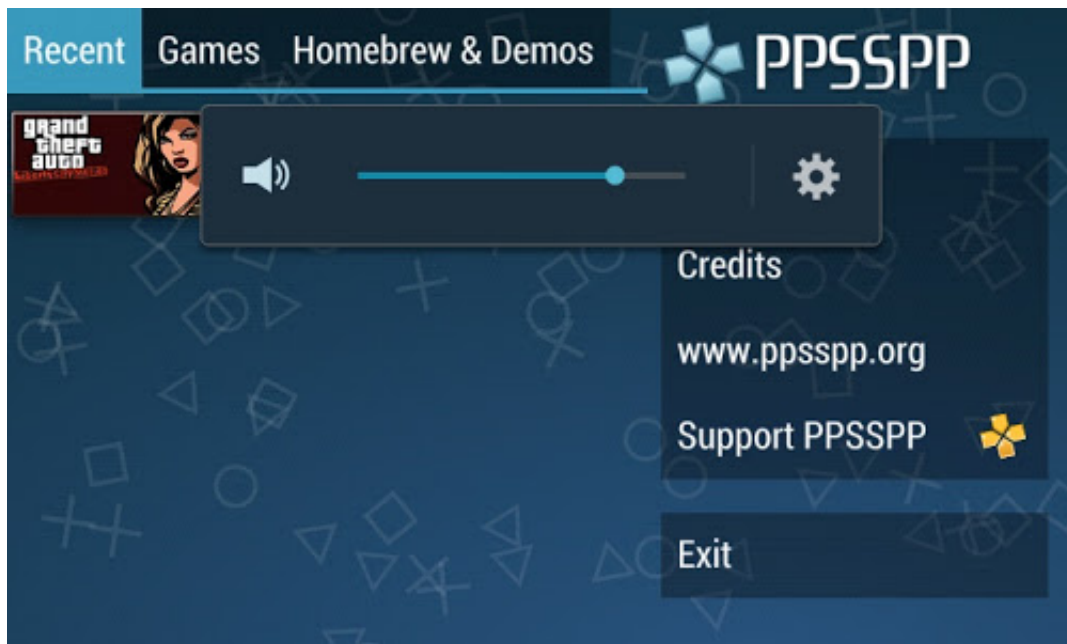 Recent Games Homebrew & Demos
PPSSPP
grand
theft
auto
Credits
www.ppsspp.org
Support PPSSPP
Exit